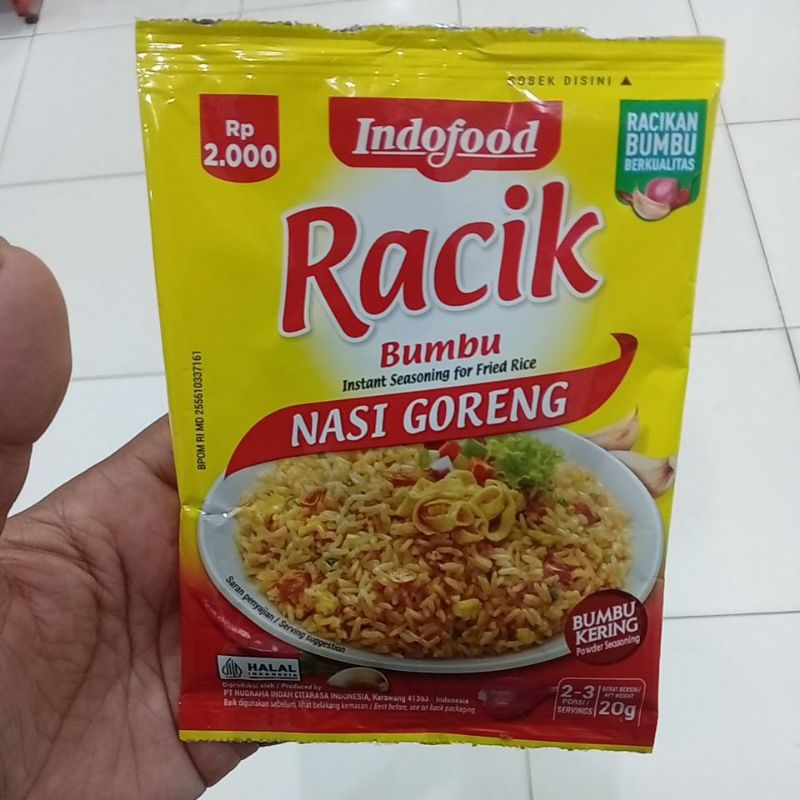 SOBEK DISINI ▲
Rp
2.000
Indofood
RACIKAN
BUMBU
BERKUALITAS
Racik
Bumbu
Instant Seasoning for Fried Rice
NASI GORENG
BPOM RI MD 255610337161
Saran penyajian / Serving suggestion
BUMBU
KERING
Powder Seasoning
HALAL
INDONESIA
Diproduksi oleh / Produced by
PT NUGRAHA INDAH CITARASA INDONESIA, Karawang 41363 - Indonesia
Baik digunakan sebelum, lihat belakang kemasan / Best before, see on back packaging
2-3
PORSI /
SERVINGS
BERAT BERSIH/
NET WEIGHT
20g